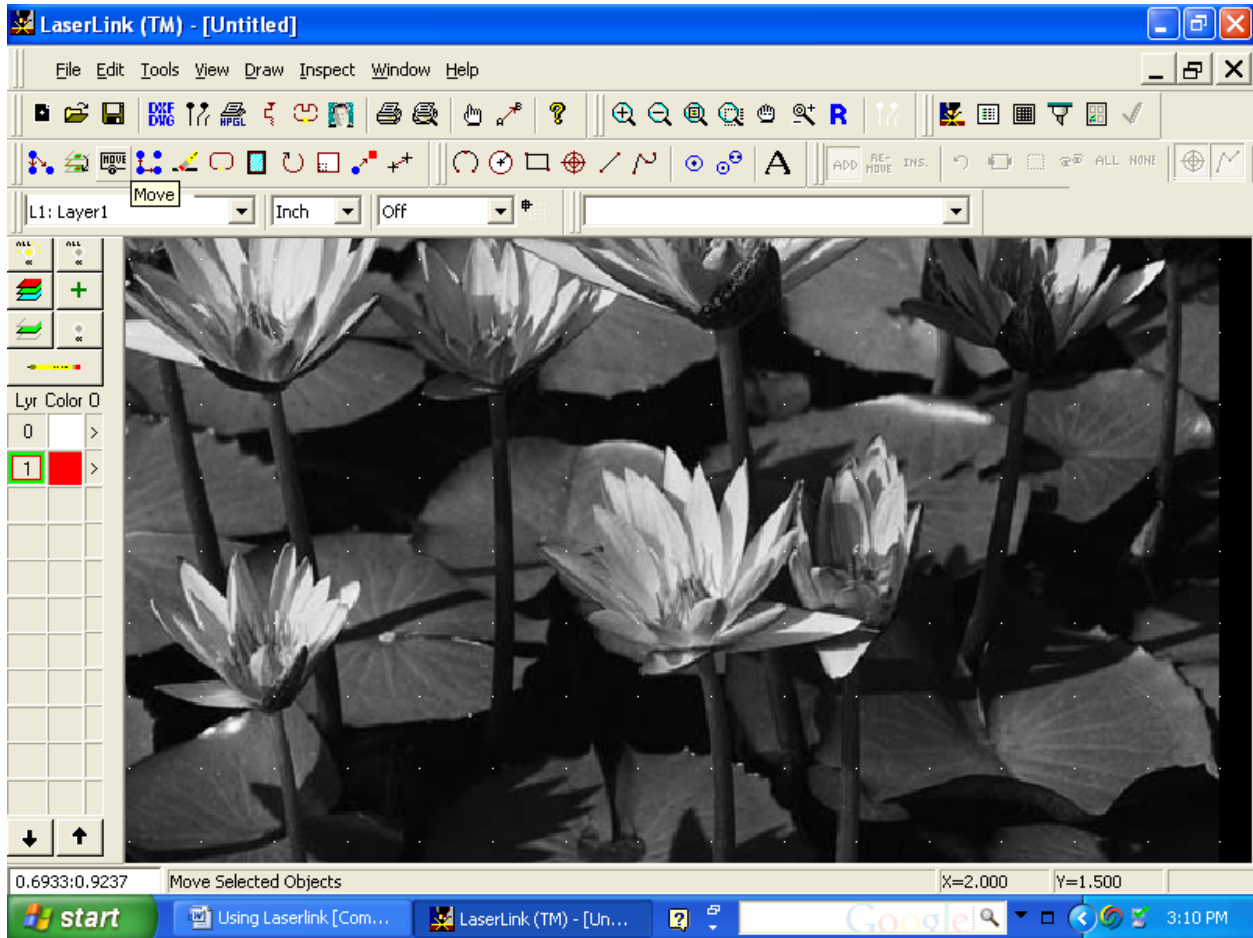 LaserLink (TM) - [Untitled]
File Edit Tools View Draw Inspect Window Help
DXF DWG HPGL R
MOVE A ADD RE-MOVE INS. ALL NONE
Move
L1: Layer1 Inch Off
ALL ALL
Lyr Color O
0 >
1 >
0.6933:0.9237 Move Selected Objects X=2.000 Y=1.500
start Using Laserlink [Com... LaserLink (TM) - [Un... Google 3:10 PM